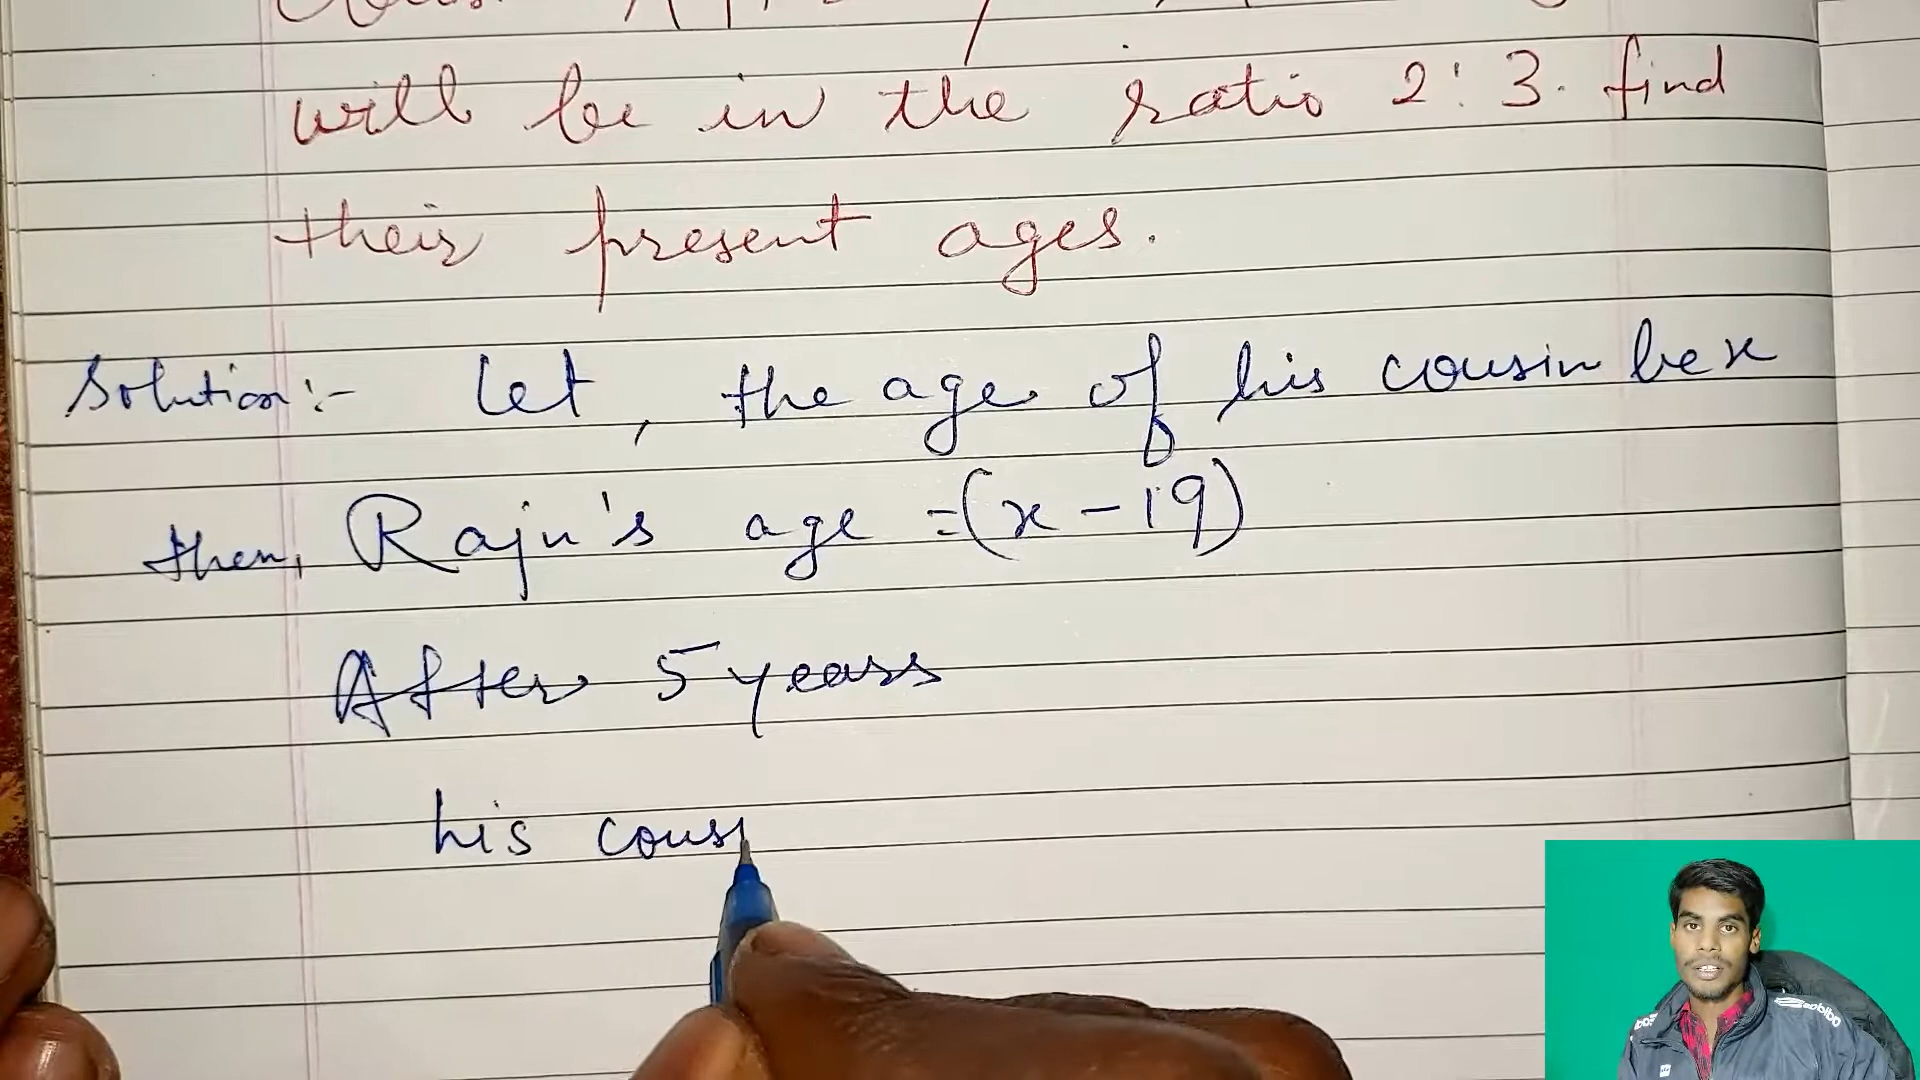 will be in the ratio 2:3. find
their present ages.
Solution:- Let, the age of his cousin be x
then, Raju's age =(x-19)
After 5 years
his cous